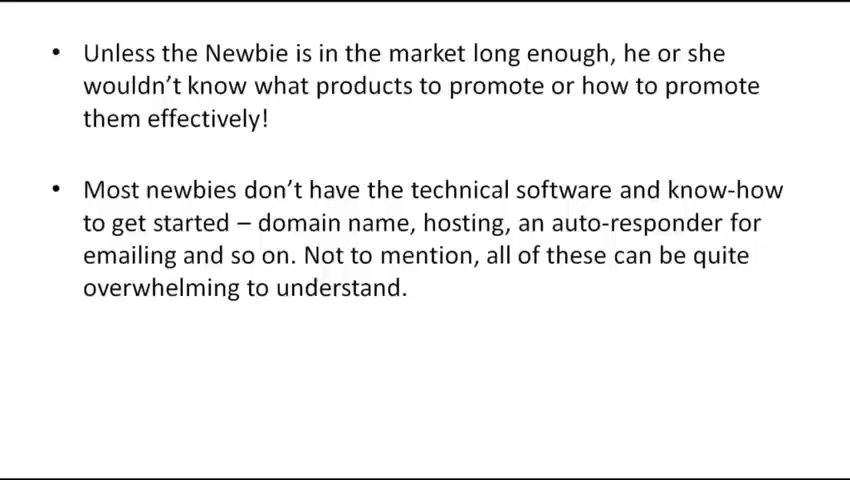 • Unless the Newbie is in the market long enough, he or she
wouldn’t know what products to promote or how to promote
them effectively!
• Most newbies don’t have the technical software and know-how
to get started – domain name, hosting, an auto-responder for
emailing and so on. Not to mention, all of these can be quite
overwhelming to understand.